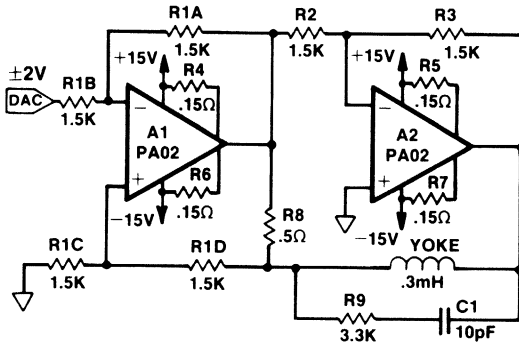 R1A
1.5K
R2
1.5K
R3
1.5K
±2V
DAC
R1B
1.5K
+15V
R4
.15Ω
−
A1
PA02
+
R6
.15Ω
−15V
+15V
R5
.15Ω
−
A2
PA02
+
R7
.15Ω
−15V
R8
.5Ω
R1C
1.5K
R1D
1.5K
YOKE
.3mH
R9
3.3K
C1
10pF